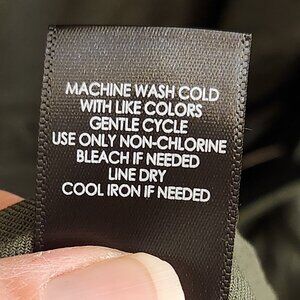 MACHINE WASH COLD
WITH LIKE COLORS
GENTLE CYCLE
USE ONLY NON-CHLORINE
BLEACH IF NEEDED
LINE DRY
COOL IRON IF NEEDED